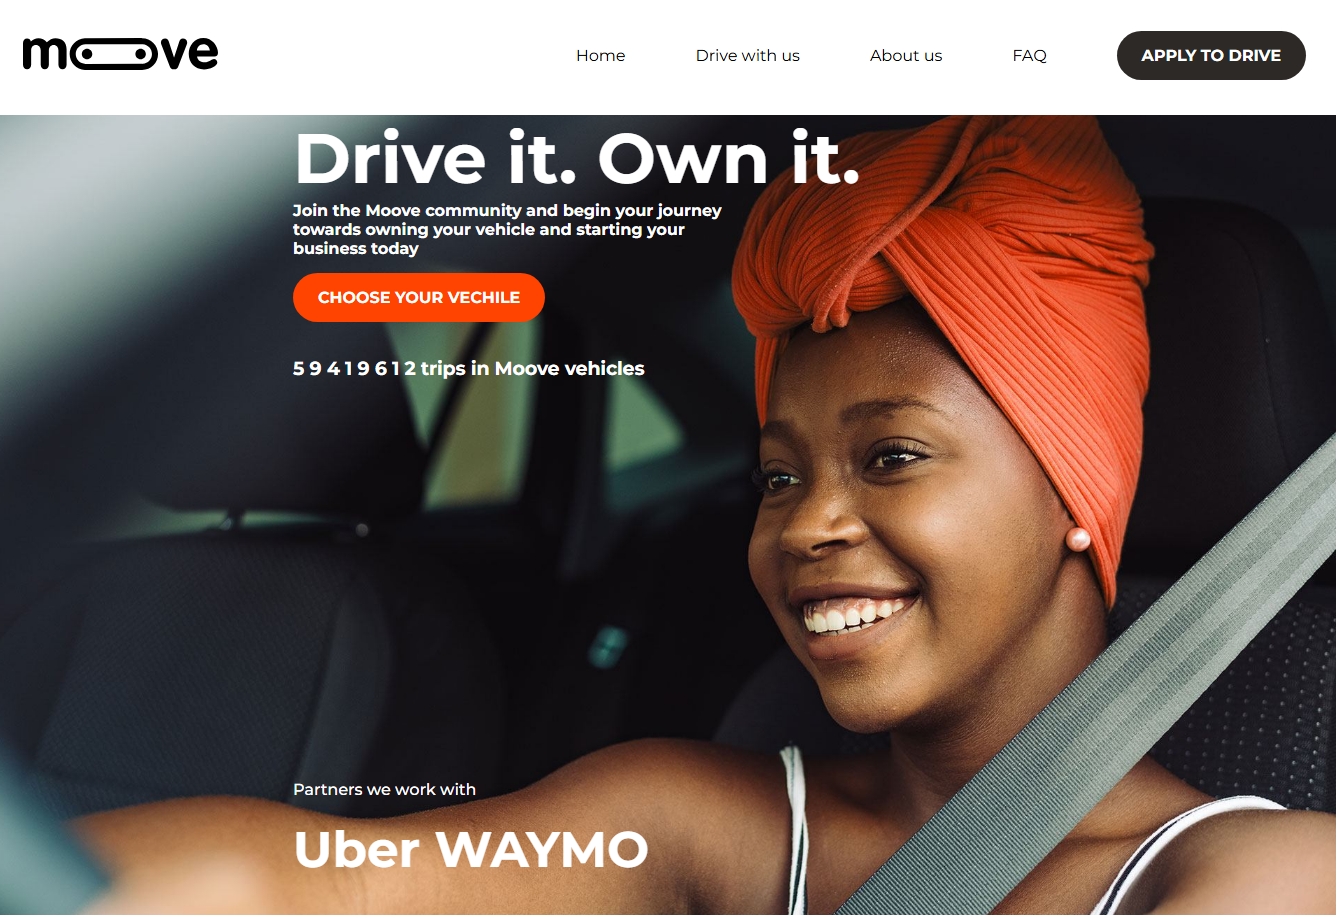 moove
Home
Drive with us
About us
FAQ
APPLY TO DRIVE
Drive it. Own it.
Join the Moove community and begin your journey
towards owning your vehicle and starting your
business today
CHOOSE YOUR VECHILE
5 9 4 1 9 6 1 2 trips in Moove vehicles
Partners we work with
Uber WAYMO